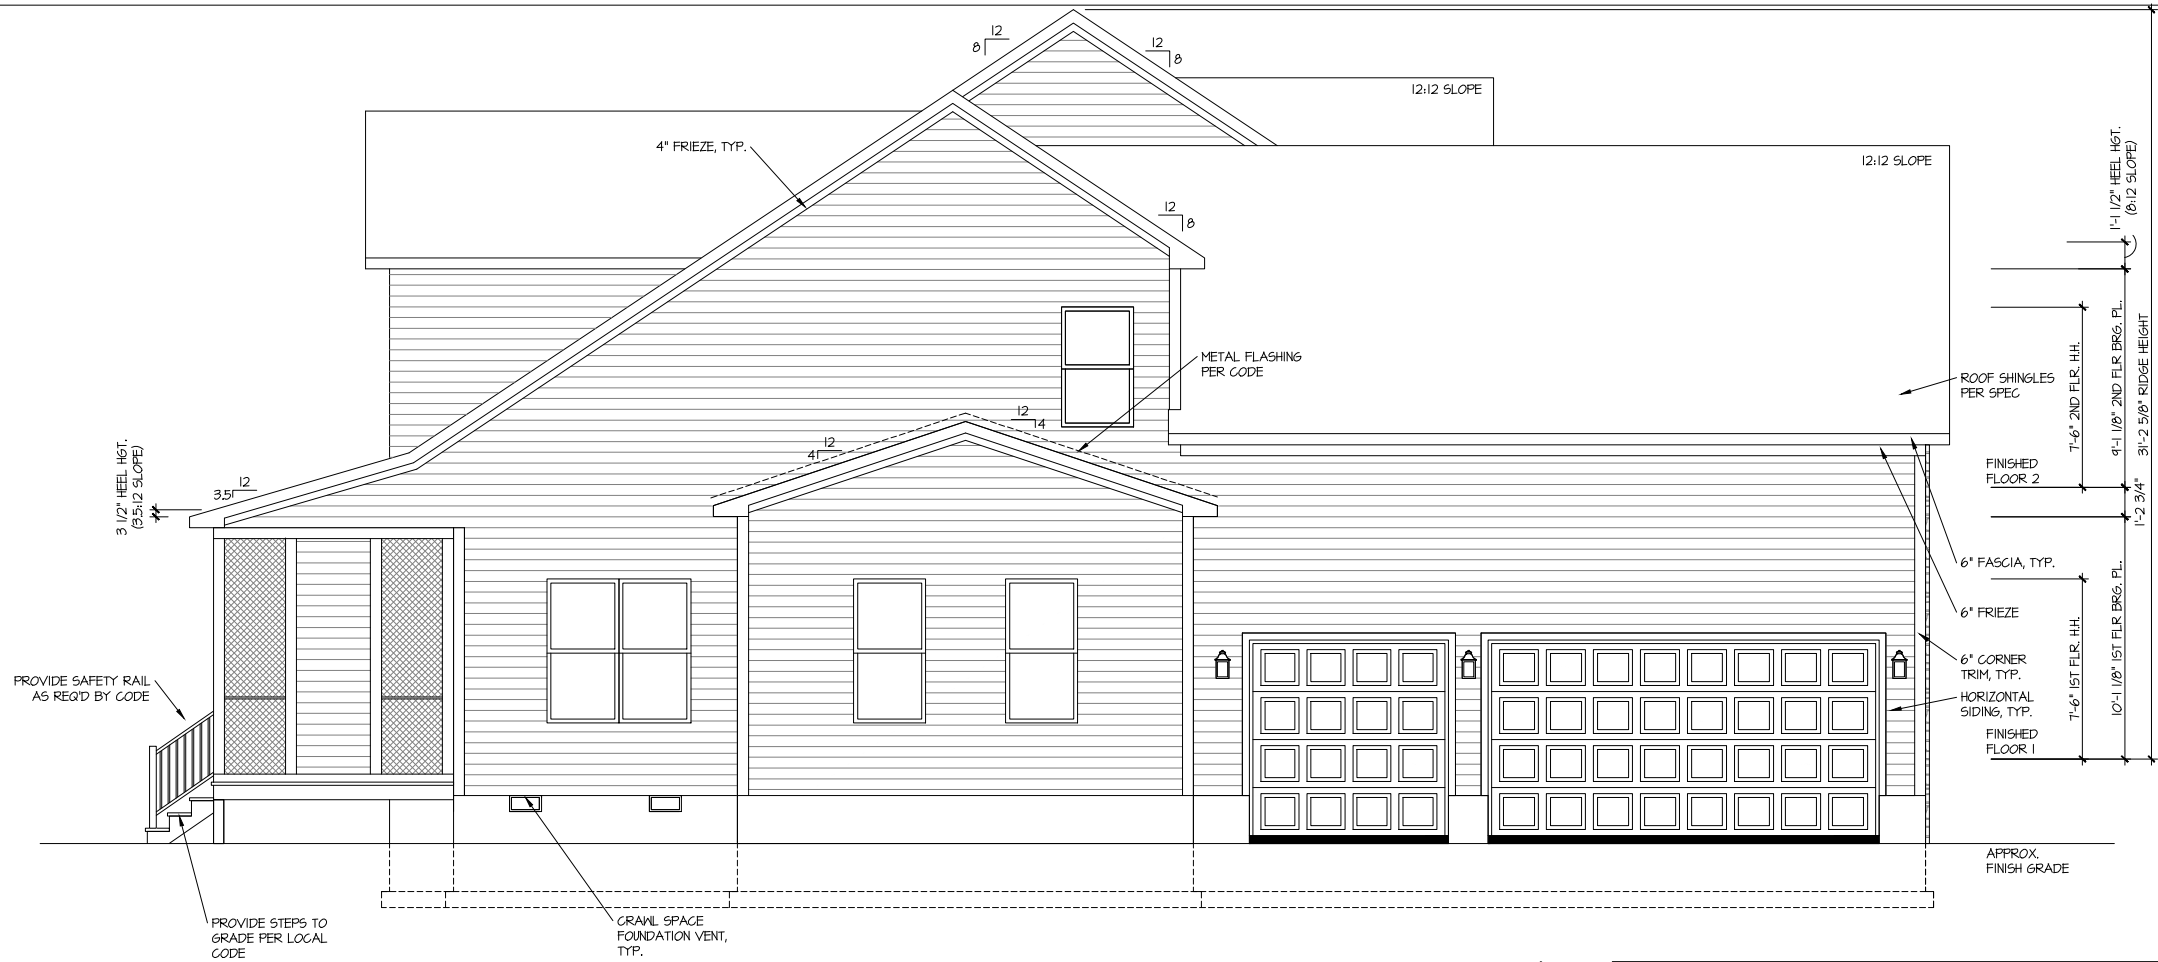 12
8
12
8
12:12 SLOPE
4" FRIEZE, TYP.
12:12 SLOPE
1'-1 1/2" HEEL HGT.
(8:12 SLOPE)
12
8
METAL FLASHING
PER CODE
ROOF SHINGLES
PER SPEC
7'-6" 2ND FLR. H.H.
9'-1 1/8" 2ND FLR BRG. PL.
31'-2 5/8" RIDGE HEIGHT
12
4
12
4
3 1/2" HEEL HGT.
(3.5:12 SLOPE)
12
3.5
FINISHED
FLOOR 2
1'-2 3/4"
6" FASCIA, TYP.
6" FRIEZE
7'-6" 1ST FLR. H.H.
10'-1 1/8" 1ST FLR BRG. PL.
6" CORNER
TRIM, TYP.
PROVIDE SAFETY RAIL
AS REQ'D BY CODE
HORIZONTAL
SIDING, TYP.
FINISHED
FLOOR 1
APPROX.
FINISH GRADE
PROVIDE STEPS TO
GRADE PER LOCAL
CODE
CRAWL SPACE
FOUNDATION VENT,
TYP.